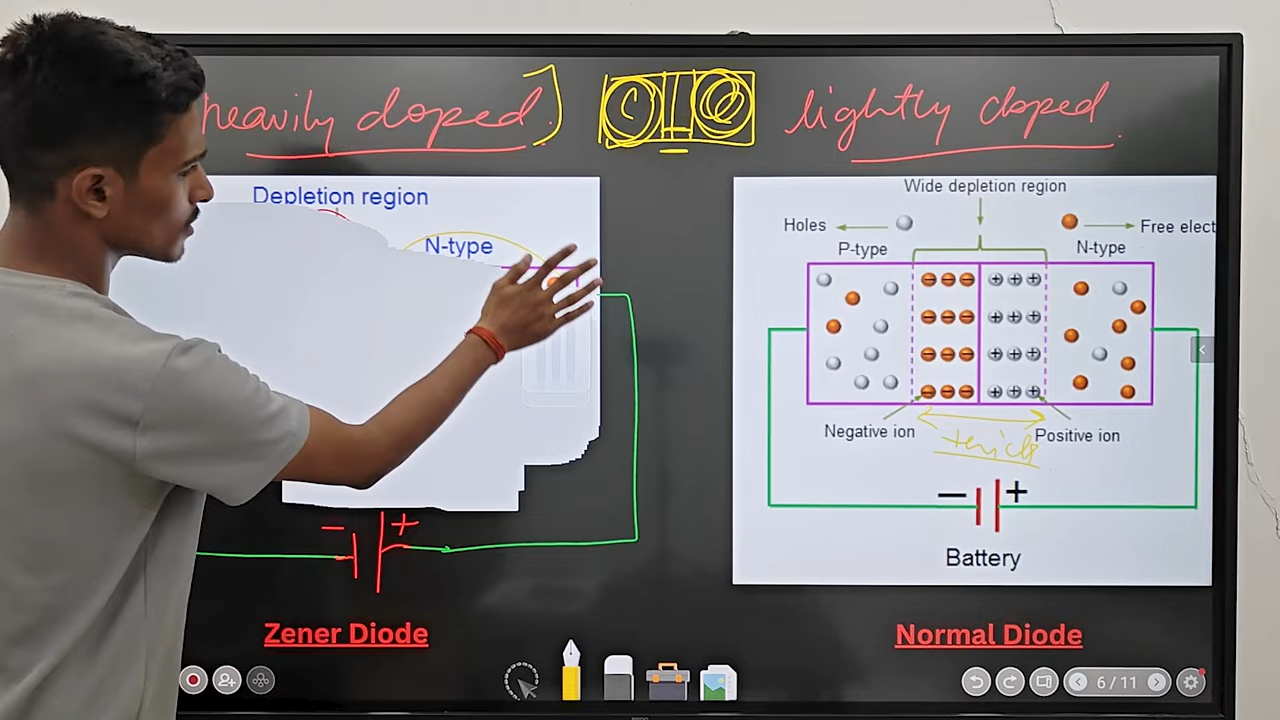 heavily doped.
lightly doped.
Depletion region
N-type
Wide depletion region
Holes
Free elect
P-type
N-type
Negative ion
Positive ion
- +
- +
Battery
Zener Diode
Normal Diode
6/11